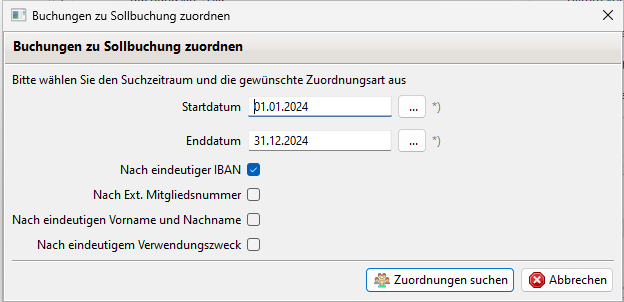 Buchungen zu Sollbuchung zuordnen
Buchungen zu Sollbuchung zuordnen
Bitte wählen Sie den Suchzeitraum und die gewünschte Zuordnungsart aus
Startdatum 01.01.2024 ... *)
Enddatum 31.12.2024 ... *)
Nach eindeutiger IBAN
Nach Ext. Mitgliedsnummer
Nach eindeutigen Vorname und Nachname
Nach eindeutigem Verwendungszweck
Zuordnungen suchen Abbrechen